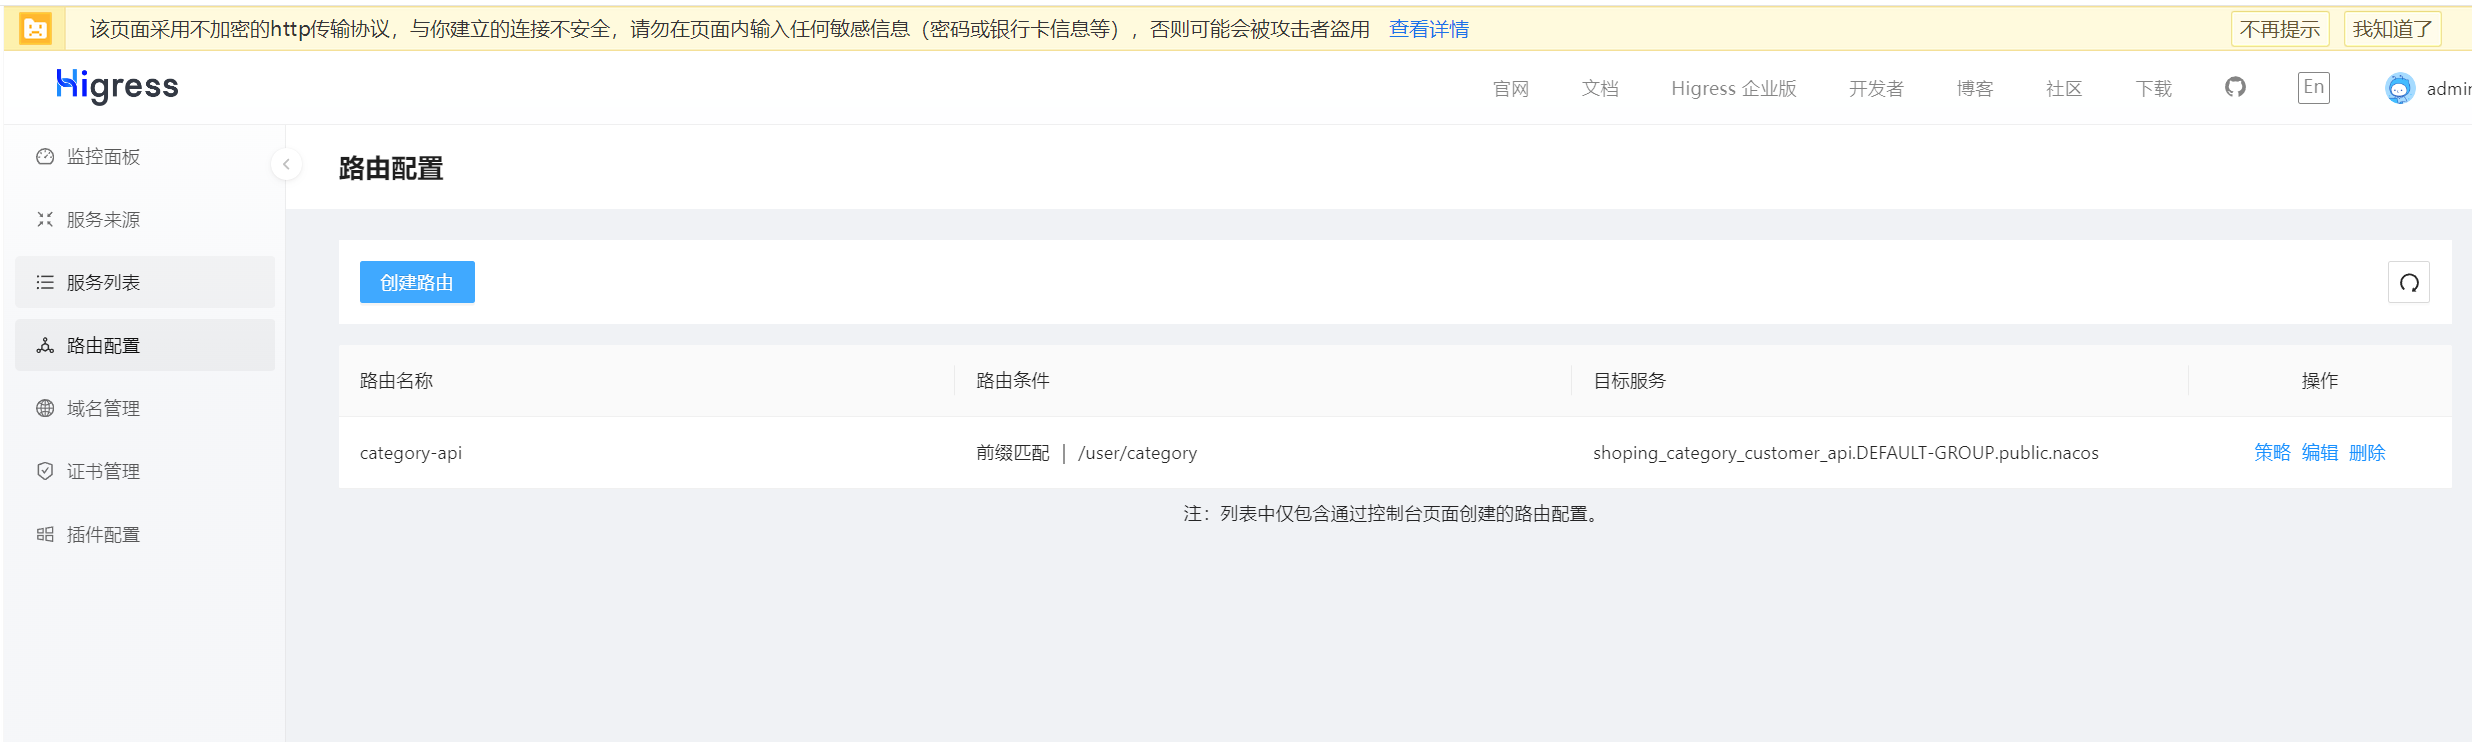 该页面采用不加密的http传输协议，与你建立的连接不安全，请勿在页面内输入任何敏感信息（密码或银行卡信息等），否则可能会被攻击者盗用 查看详情 不再提示 我知道了
Higress 官网 文档 Higress 企业版 开发者 博客 社区 下载 En admin
监控面板
路由配置
服务来源
服务列表
创建路由
路由配置
路由名称 路由条件 目标服务 操作
域名管理
category-api 前缀匹配 | /user/category shoping_category_customer_api.DEFAULT-GROUP.public.nacos 策略 编辑 删除
证书管理
注：列表中仅包含通过控制台页面创建的路由配置。
插件配置